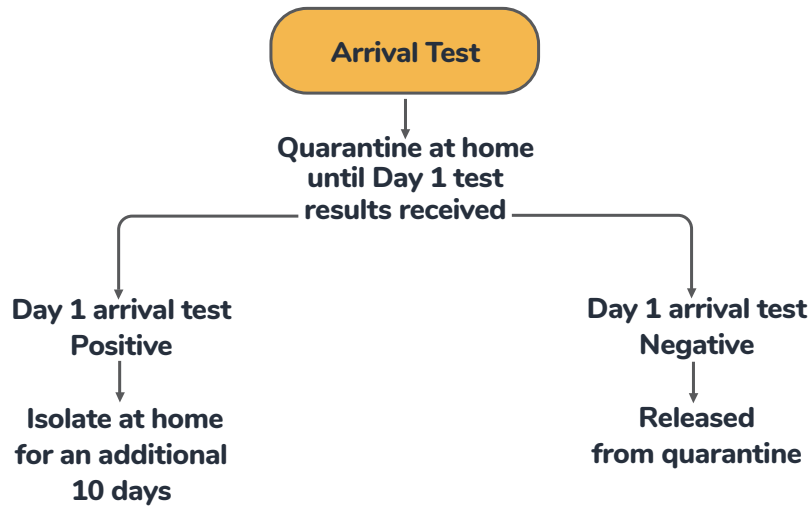 Arrival Test
Quarantine at home
until Day 1 test
results received
Day 1 arrival test
Positive
Isolate at home
for an additional
10 days
Day 1 arrival test
Negative
Released
from quarantine